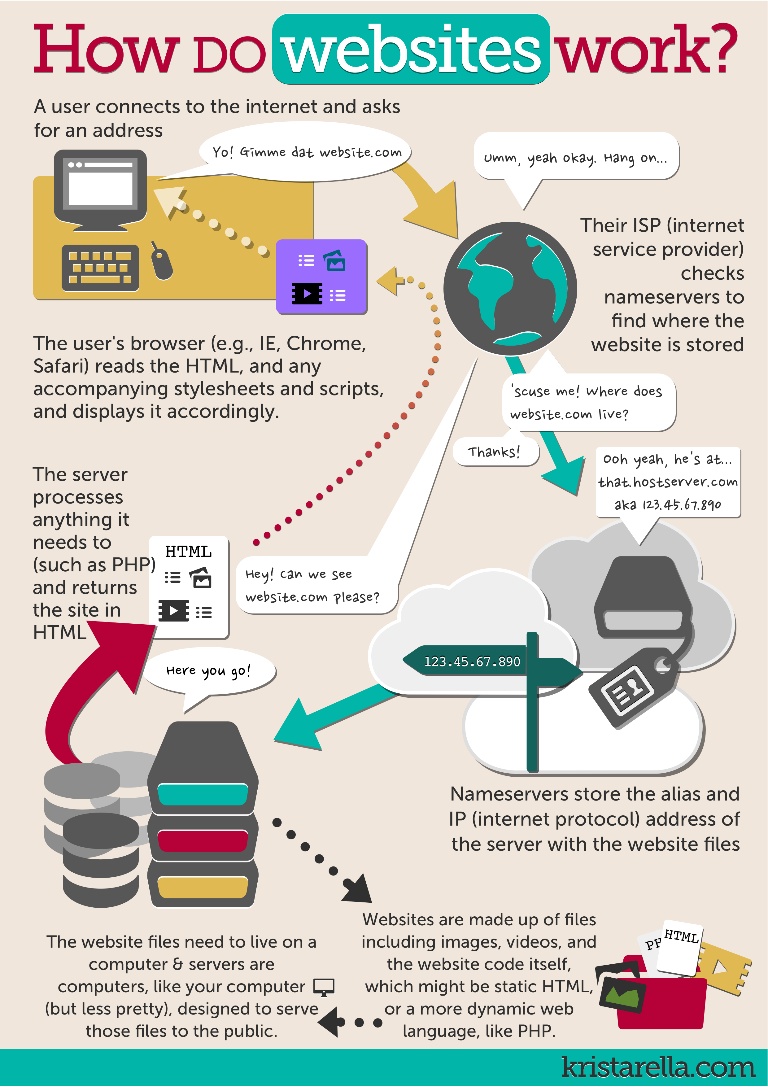 How DO websites work?
A user connects to the internet and asks
for an address
Yo! Gimme dat website.com
Umm, yeah okay. Hang on...
Their ISP (internet
service provider)
checks
nameservers to
find where the
website is stored
'scuse me! Where does
website.com live?
Thanks!
Ooh yeah, he's at...
that.hostserver.com
aka 123.45.67.890
123.45.67.890
Nameservers store the alias and
IP (internet protocol) address of
the server with the website files
Hey! Can we see
website.com please?
Here you go!
The server
processes
anything it
needs to
(such as PHP)
and returns
the site in
HTML
HTML
The user's browser (e.g., IE, Chrome,
Safari) reads the HTML, and any
accompanying stylesheets and scripts,
and displays it accordingly.
The website files need to live on a
computer & servers are
computers, like your computer
(but less pretty), designed to serve
those files to the public.
Websites are made up of files
including images, videos, and
the website code itself,
which might be static HTML,
or a more dynamic web
language, like PHP.
HTML
kristarella.com